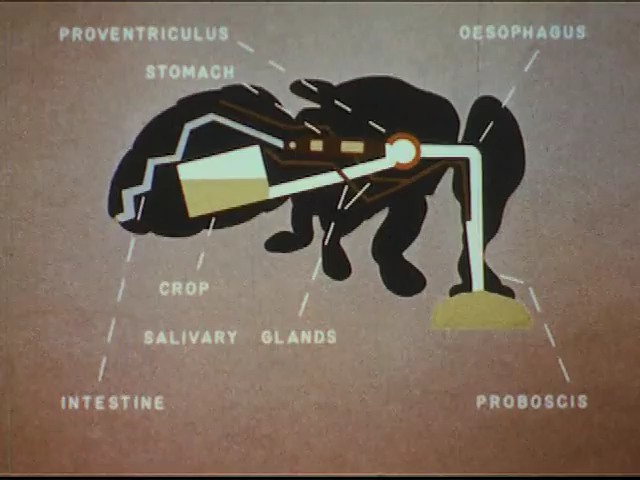 PROVENTRICULUS
OESOPHAGUS
STOMACH
CROP
SALIVARY GLANDS
INTESTINE
PROBOSCIS